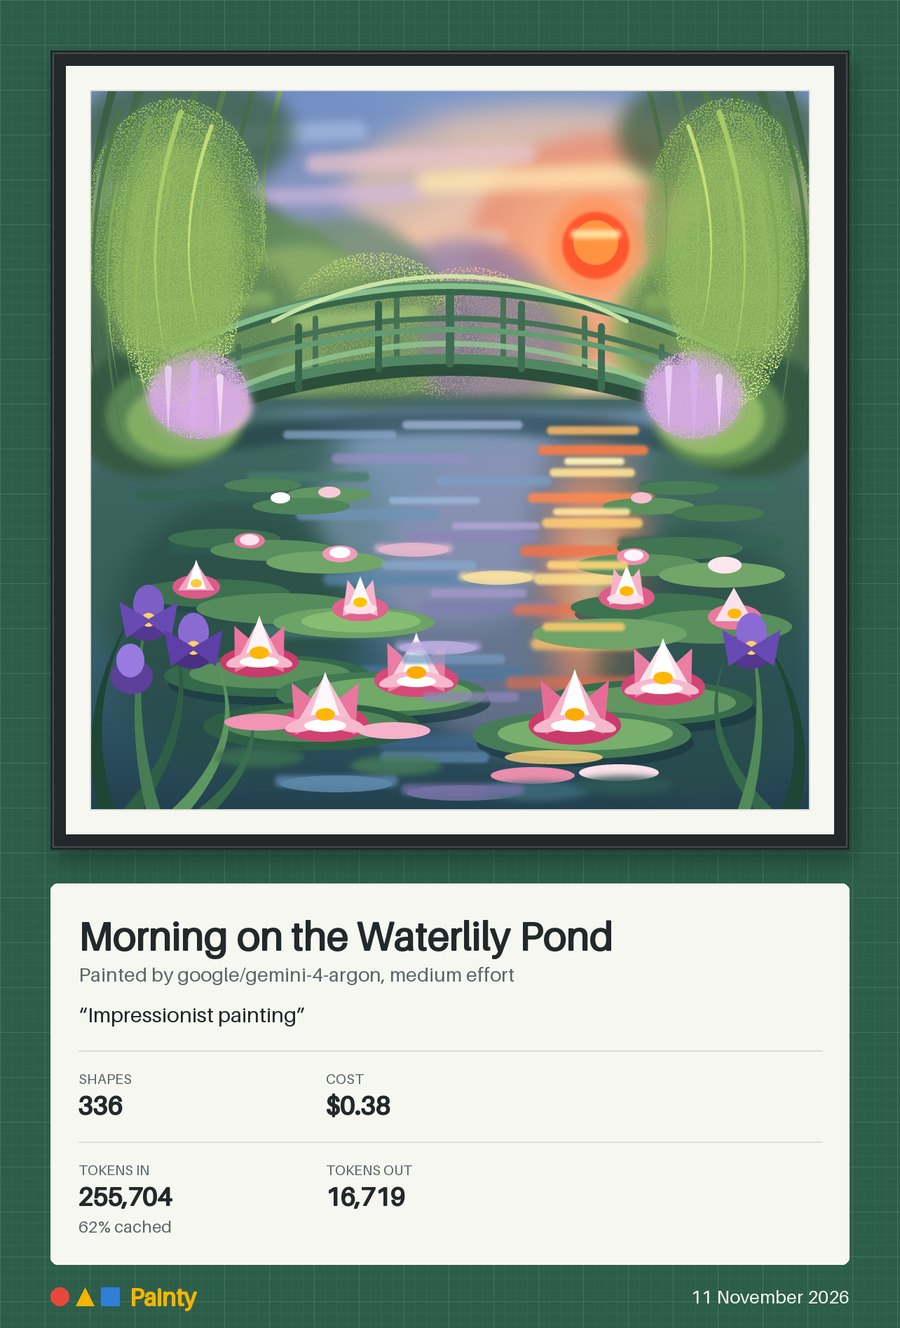 Morning on the Waterlily Pond
Painted by google/gemini-4-argon, medium effort
“Impressionist painting”
SHAPES
336
COST
$0.38
TOKENS IN
255,704
62% cached
TOKENS OUT
16,719
Painty
11 November 2026